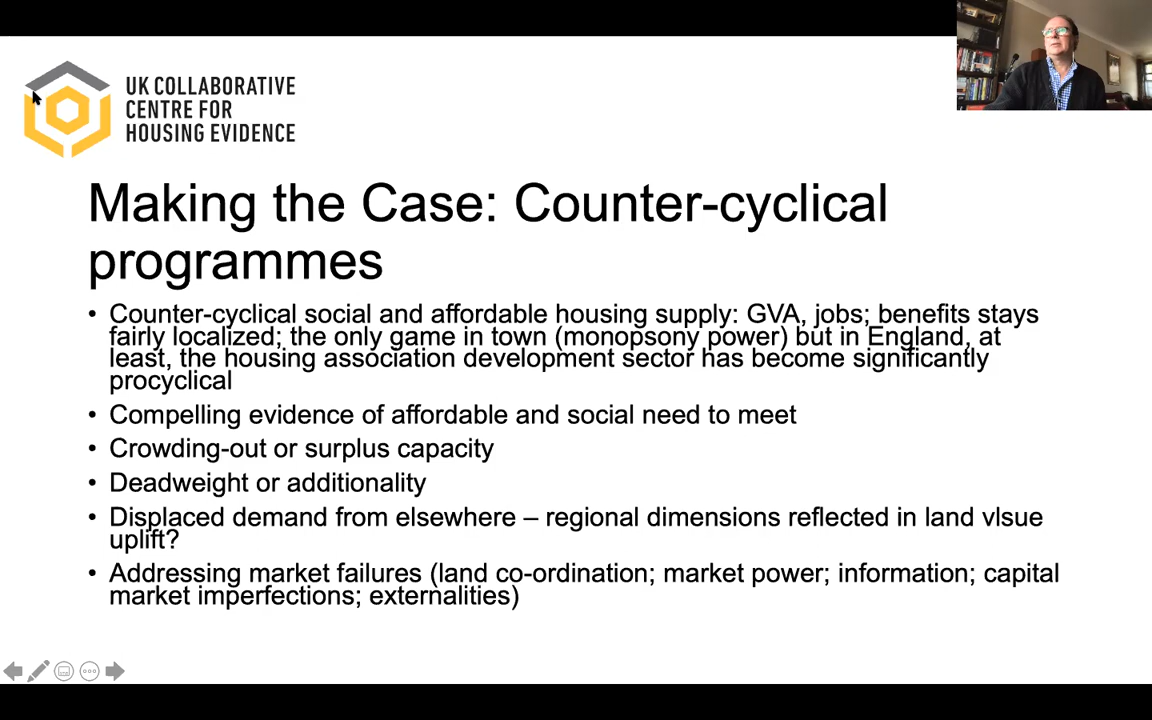 UK COLLABORATIVE
CENTRE FOR
HOUSING EVIDENCE
Making the Case: Counter-cyclical
programmes
• Counter-cyclical social and affordable housing supply: GVA, jobs; benefits stays
fairly localized; the only game in town (monopsony power) but in England, at
least, the housing association development sector has become significantly
procyclical
• Compelling evidence of affordable and social need to meet
• Crowding-out or surplus capacity
• Deadweight or additionality
• Displaced demand from elsewhere – regional dimensions reflected in land vlsue
uplift?
• Addressing market failures (land co-ordination; market power; information; capital
market imperfections; externalities)